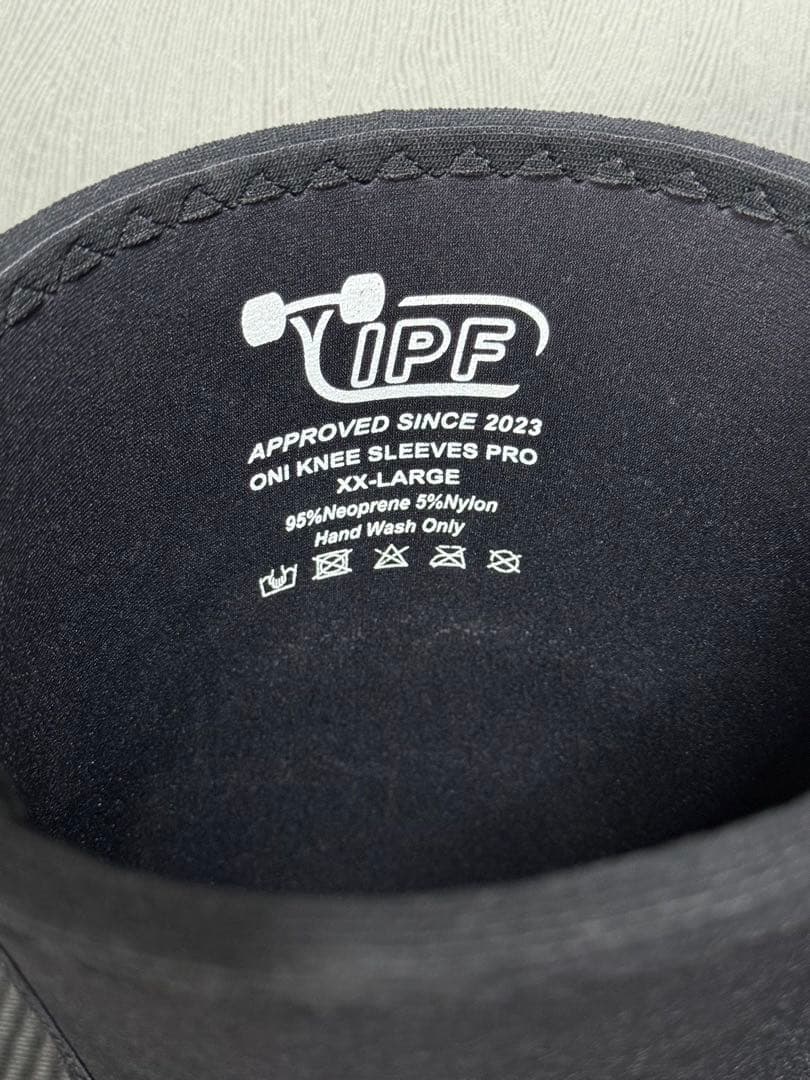 IPF
APPROVED SINCE 2023
ONI KNEE SLEEVES PRO
XX-LARGE
95%Neoprene 5%Nylon
Hand Wash Only